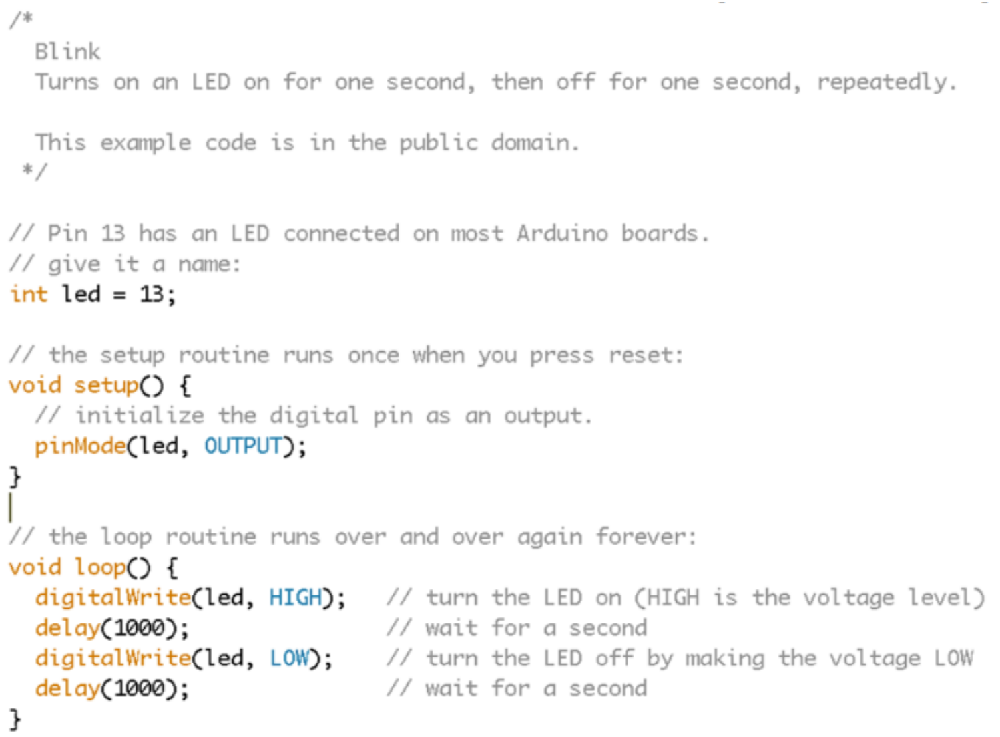 /*
Blink
Turns on an LED on for one second, then off for one second, repeatedly.
This example code is in the public domain.
*/
// Pin 13 has an LED connected on most Arduino boards.
// give it a name:
int led = 13;
// the setup routine runs once when you press reset:
void setup() {
// initialize the digital pin as an output.
pinMode(led, OUTPUT);
}
// the loop routine runs over and over again forever:
void loop() {
digitalWrite(led, HIGH);   // turn the LED on (HIGH is the voltage level)
delay(1000);               // wait for a second
digitalWrite(led, LOW);    // turn the LED off by making the voltage LOW
delay(1000);               // wait for a second
}